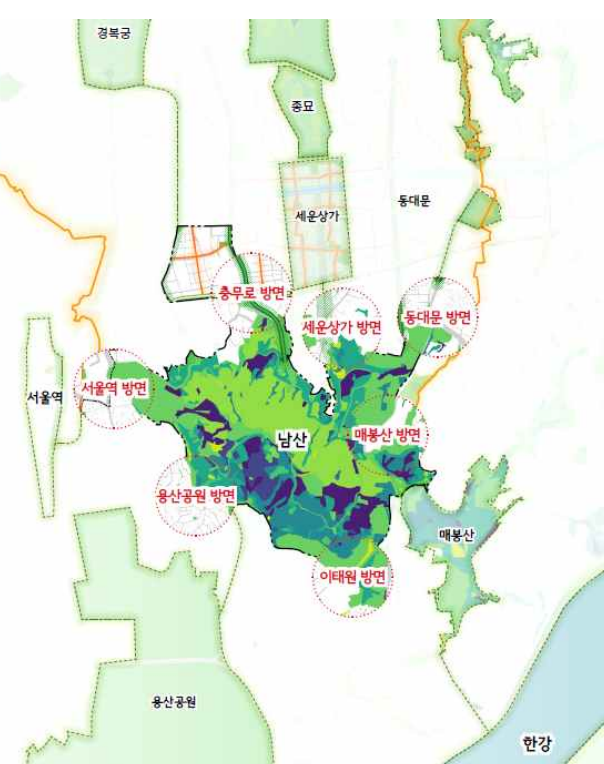 경복궁
종묘
동대문
세운상가
충무로 방면
세운상가 방면
동대문 방면
서울역
서울역 방면
남산
매봉산 방면
용산공원 방면
매봉산
이태원 방면
용산공원
한강